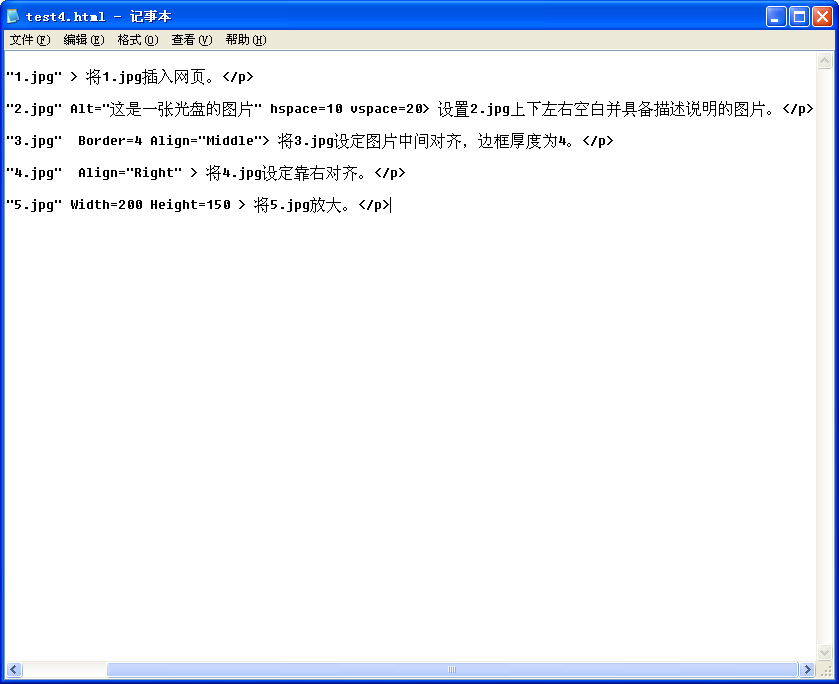 test4.html - 记事本
文件(F) 编辑(E) 格式(O) 查看(V) 帮助(H)
"1.jpg" > 将1.jpg插入网页。</p>
"2.jpg" Alt="这是一张光盘的图片" hspace=10 vspace=20> 设置2.jpg上下左右空白并具备描述说明的图片。</p>
"3.jpg"  Border=4 Align="Middle"> 将3.jpg设定图片中间对齐，边框厚度为4。</p>
"4.jpg"  Align="Right" > 将4.jpg设定靠右对齐。</p>
"5.jpg" Width=200 Height=150 > 将5.jpg放大。</p>